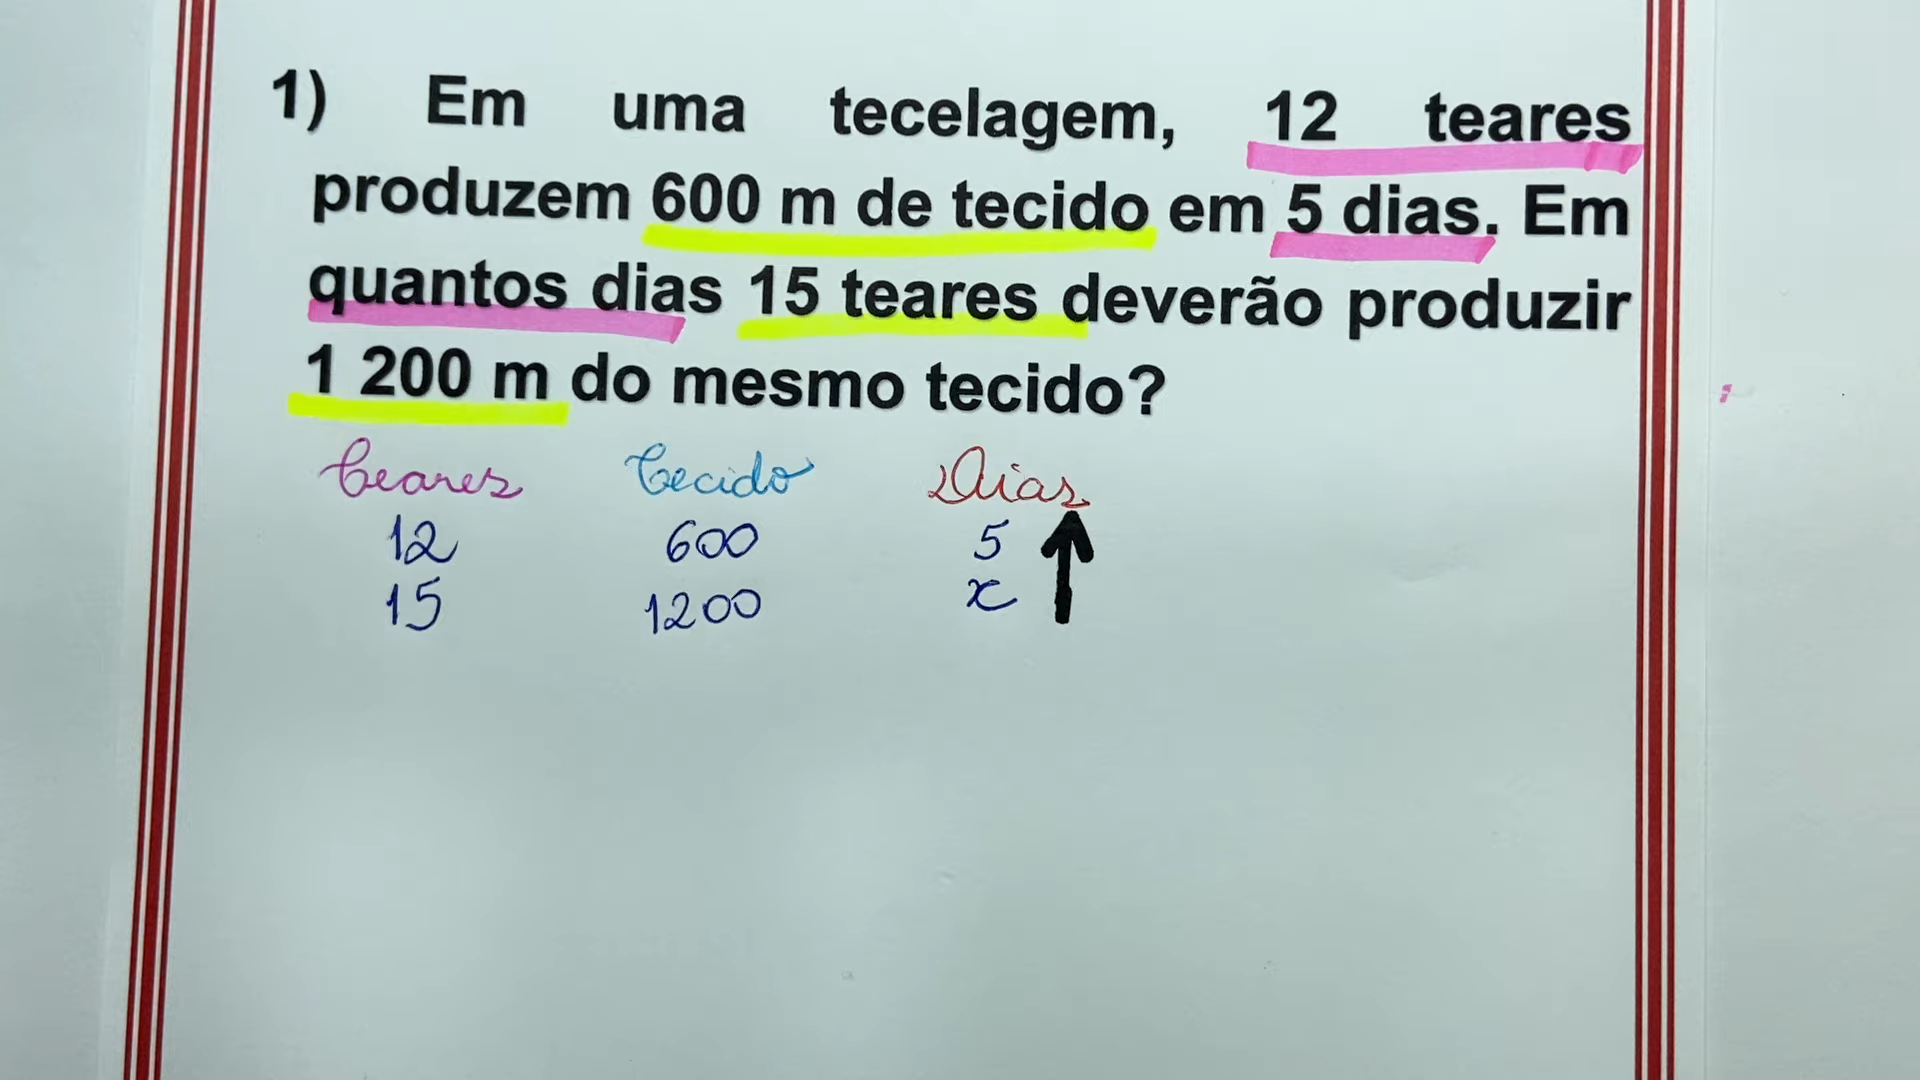 1) Em uma tecelagem, 12 teares
produzem 600 m de tecido em 5 dias. Em
quantos dias 15 teares deverão produzir
1 200 m do mesmo tecido?
Teares Tecido Dias
12 600 5
15 1200 x